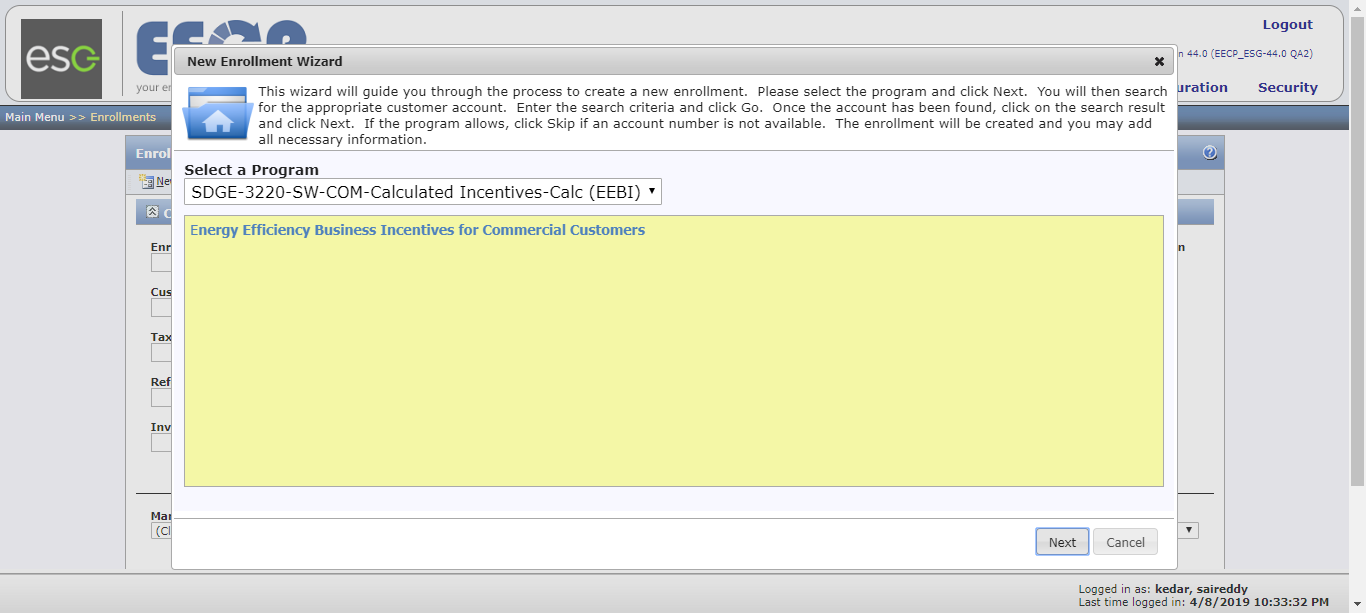 esc
Logout
your
44.0 (EECP_ESG-44.0 QA2)
Security
Main Menu >> Enrollments
New Enrollment Wizard
This wizard will guide you through the process to create a new enrollment. Please select the program and click Next. You will then search
for the appropriate customer account. Enter the search criteria and click Go. Once the account has been found, click on the search result
and click Next. If the program allows, click Skip if an account number is not available. The enrollment will be created and you may add
all necessary information.
Select a Program
SDGE-3220-SW-COM-Calculated Incentives-Calc (EEBI)
Energy Efficiency Business Incentives for Commercial Customers
Enrol
Enr
Cus
Tax
Ref
Inv
Mar
(Cl
Next Cancel
Logged in as: kedar, saireddy
Last time logged in: 4/8/2019 10:33:32 PM